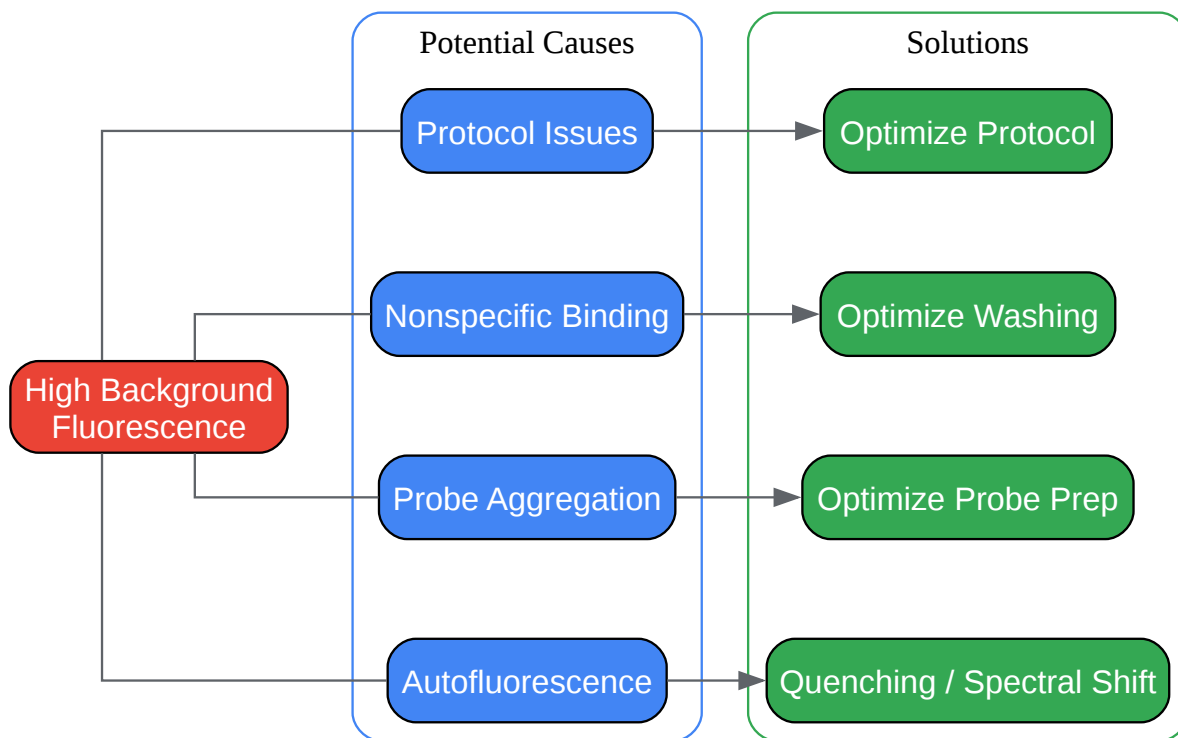 Potential Causes
Solutions
Protocol Issues
Optimize Protocol
Nonspecific Binding
Optimize Washing
High Background
Fluorescence
Probe Aggregation
Optimize Probe Prep
Autofluorescence
Quenching / Spectral Shift